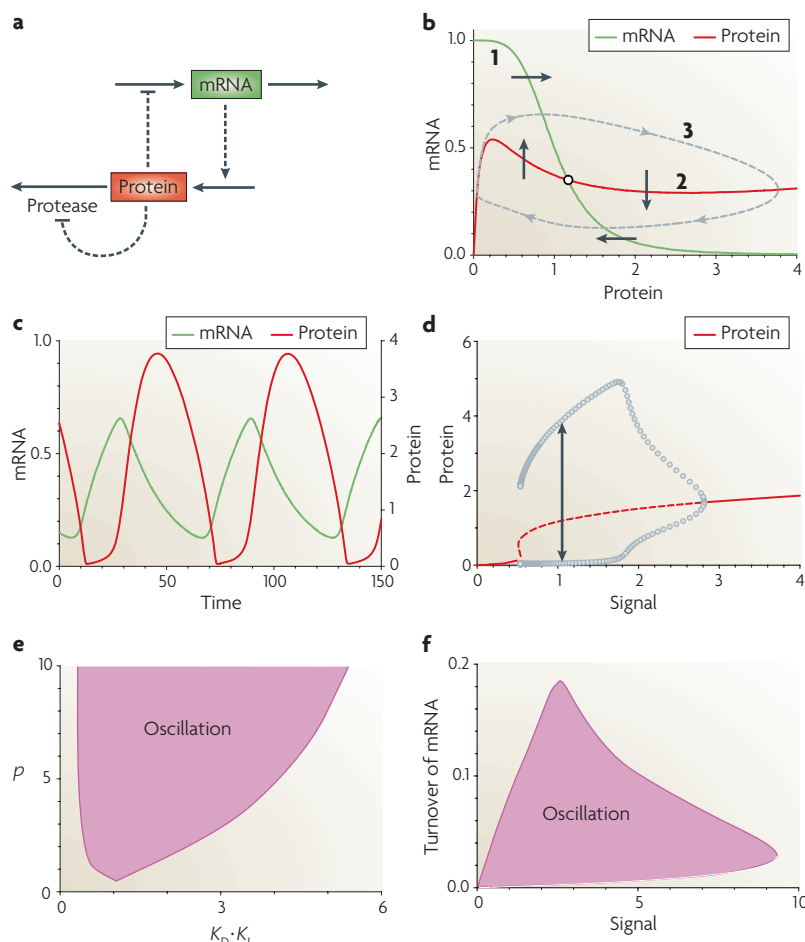 a
mRNA
Protein
Protease
b
mRNA Protein
1.0
0.5
0.0
mRNA
1
2
3
0 1 2 3 4
Protein
c
mRNA Protein
1.0
0.5
0.0
mRNA
4
3
2
1
0
Protein
0 50 100 150
Time
d
Protein
6
4
2
0
Protein
0 1 2 3 4
Signal
e
10
5
0
p
Oscillation
0 3 6
f
0.2
0.1
0.0
Turnover of mRNA
Oscillation
0 5 10
Signal